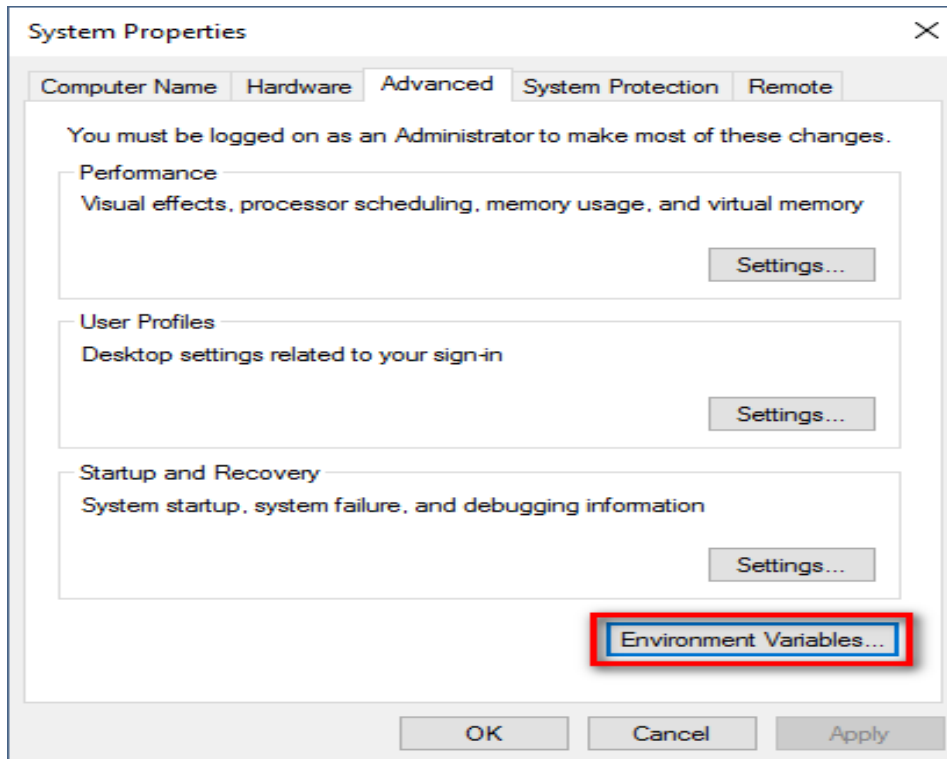 System Properties
Computer Name Hardware Advanced System Protection Remote
You must be logged on as an Administrator to make most of these changes.
Performance
Visual effects, processor scheduling, memory usage, and virtual memory
Settings...
User Profiles
Desktop settings related to your sign-in
Settings...
Startup and Recovery
System startup, system failure, and debugging information
Settings...
Environment Variables...
OK Cancel Apply